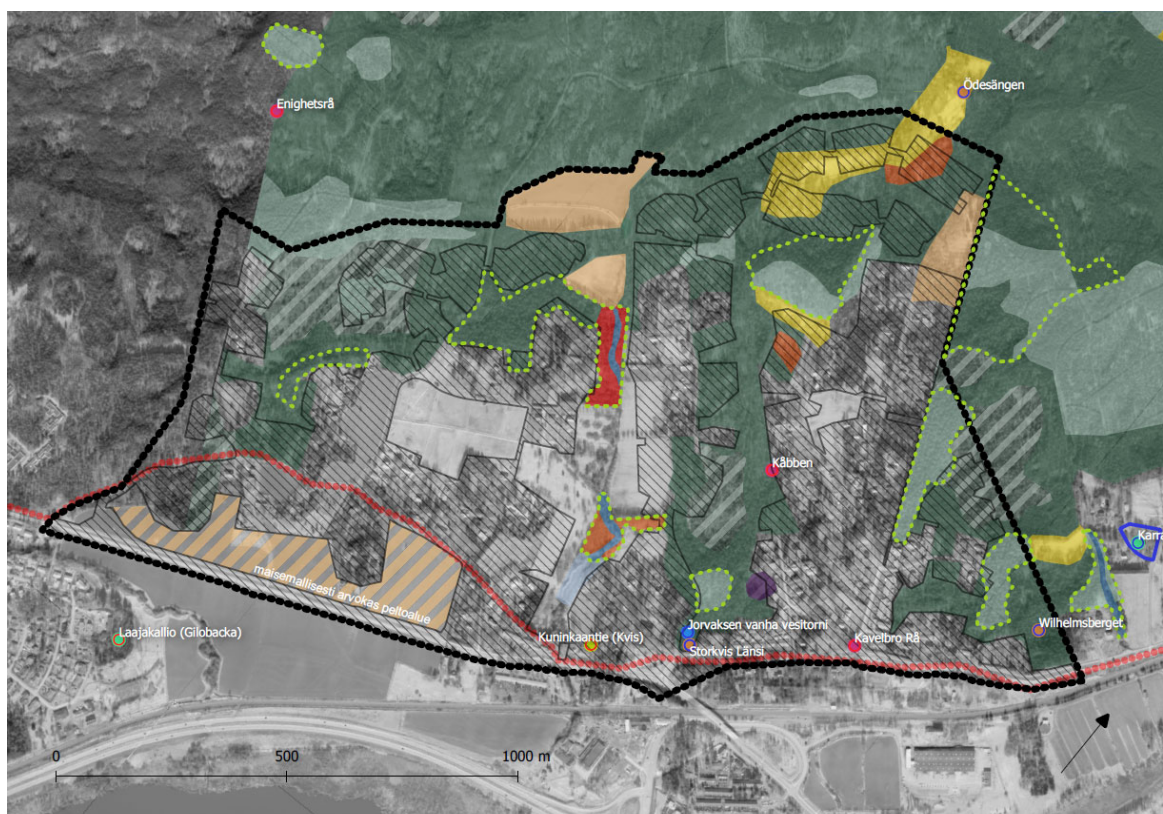 Ödesängen
Enighetsrå
Kåbben
Karra
maisemallisesti arvokas peltoalue
Laajakallio (Gilobacka)
Kuninkaantie (Kvis)
Jorvaksen vanha vesitorni
Storkvis Länsi
Kavelbro Rå
Wilhelmsberget
0 500 1000 m